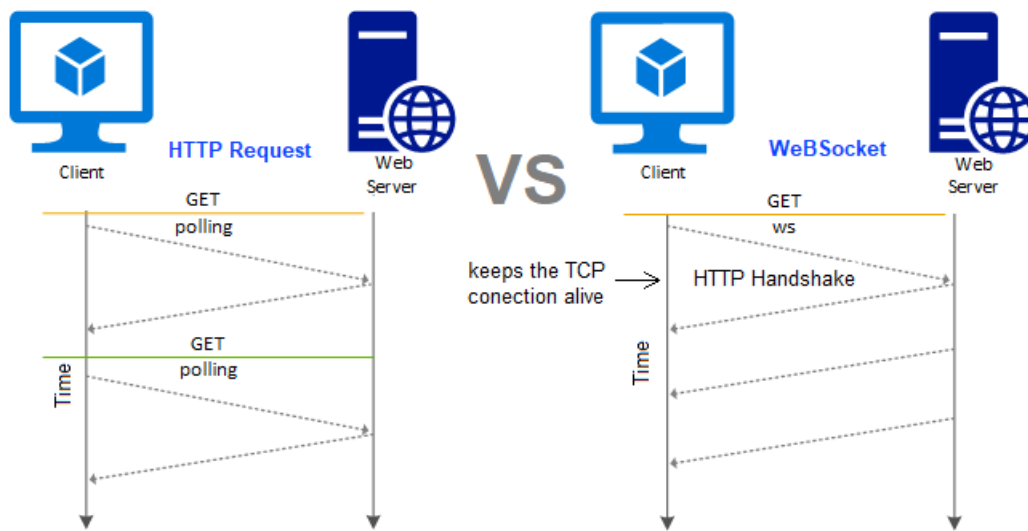 HTTP Request
Client
Web
Server
GET
polling
GET
polling
Time
VS
WeBSocket
Client
Web
Server
GET
ws
keeps the TCP
conection alive
HTTP Handshake
Time